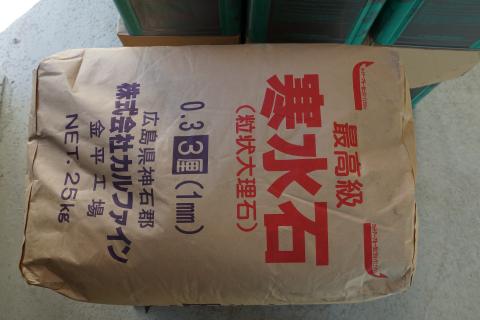 最高級
寒水石
(粒状大理石)
0.3 3厘 (1mm)
広島県神石郡
株式会社カルファイン
金平工場
NET. 25kg